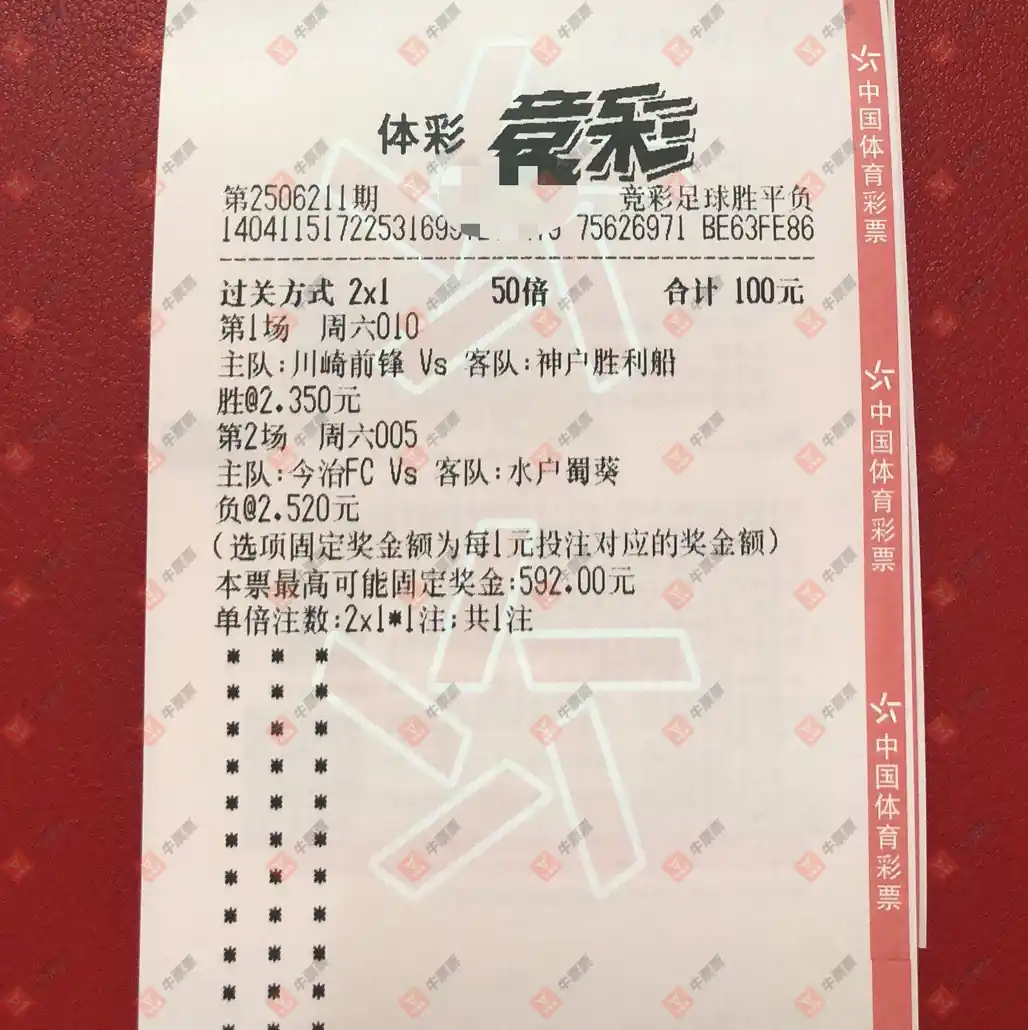 体彩 竞彩
第2506211期 竞彩足球胜平负
75626971 BE63FE86
过关方式 2x1 50倍 合计 100元
第1场 周六010
主队:川崎前锋 Vs 客队:神户胜利船
胜@2.350元
第2场 周六005
主队:今治FC Vs 客队:水户蜀葵
负@2.520元
(选项固定奖金额为每1元投注对应的奖金额)
本票最高可能固定奖金:592.00元
单倍注数:2x1*1注;共1注
中国体育彩票
中国体育彩票
中国体育彩票
牛票票